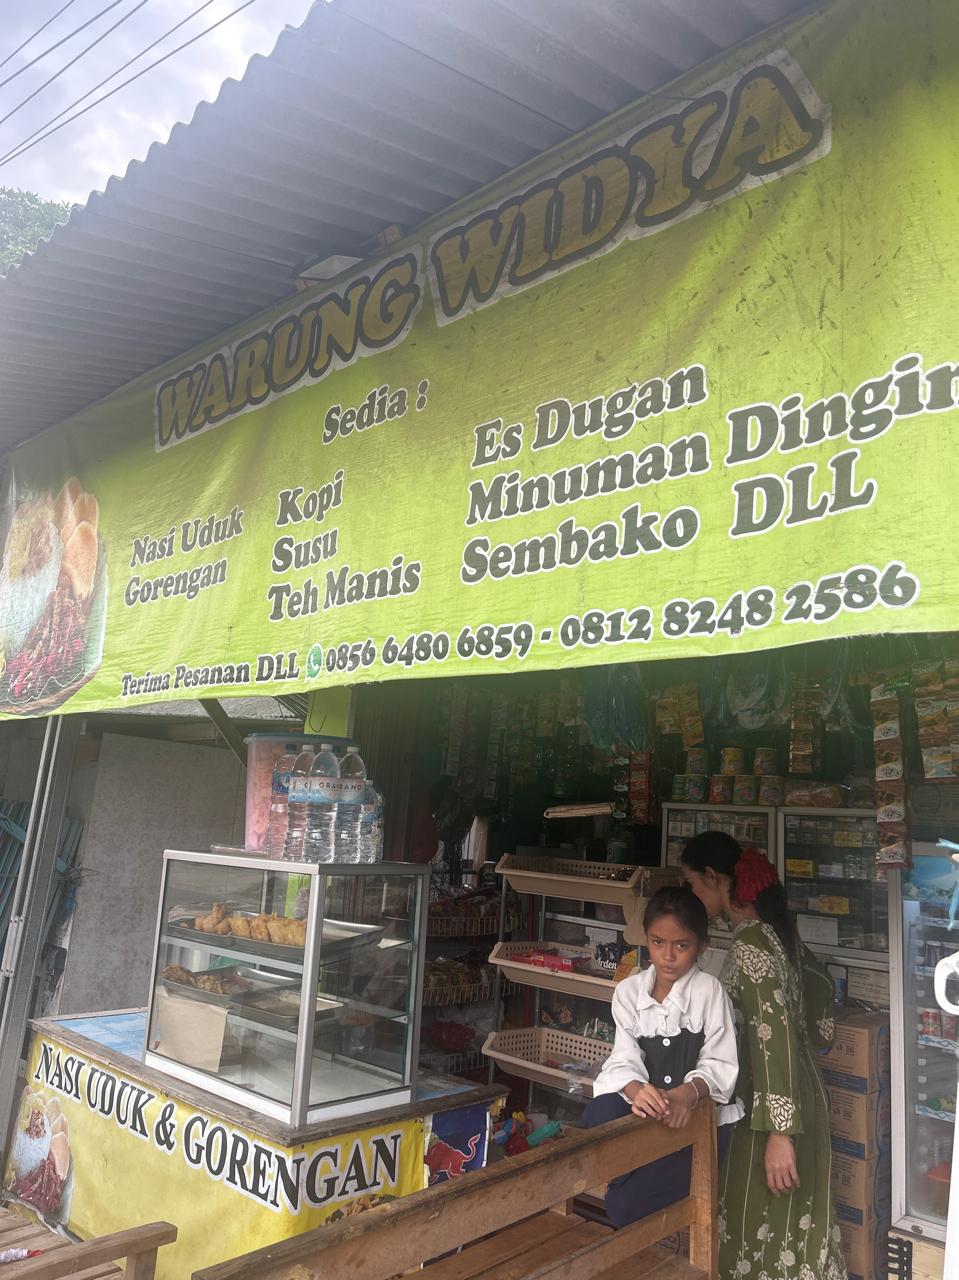 WARUNG WIDYA
Sedia :
Nasi Uduk
Gorengan
Kopi
Susu
Teh Manis
Es Dugan
Minuman Dingin
Sembako DLL
Terima Pesanan DLL 0856 6480 6859 - 0812 8248 2586
GRAND
NASI UDUK & GORENGAN